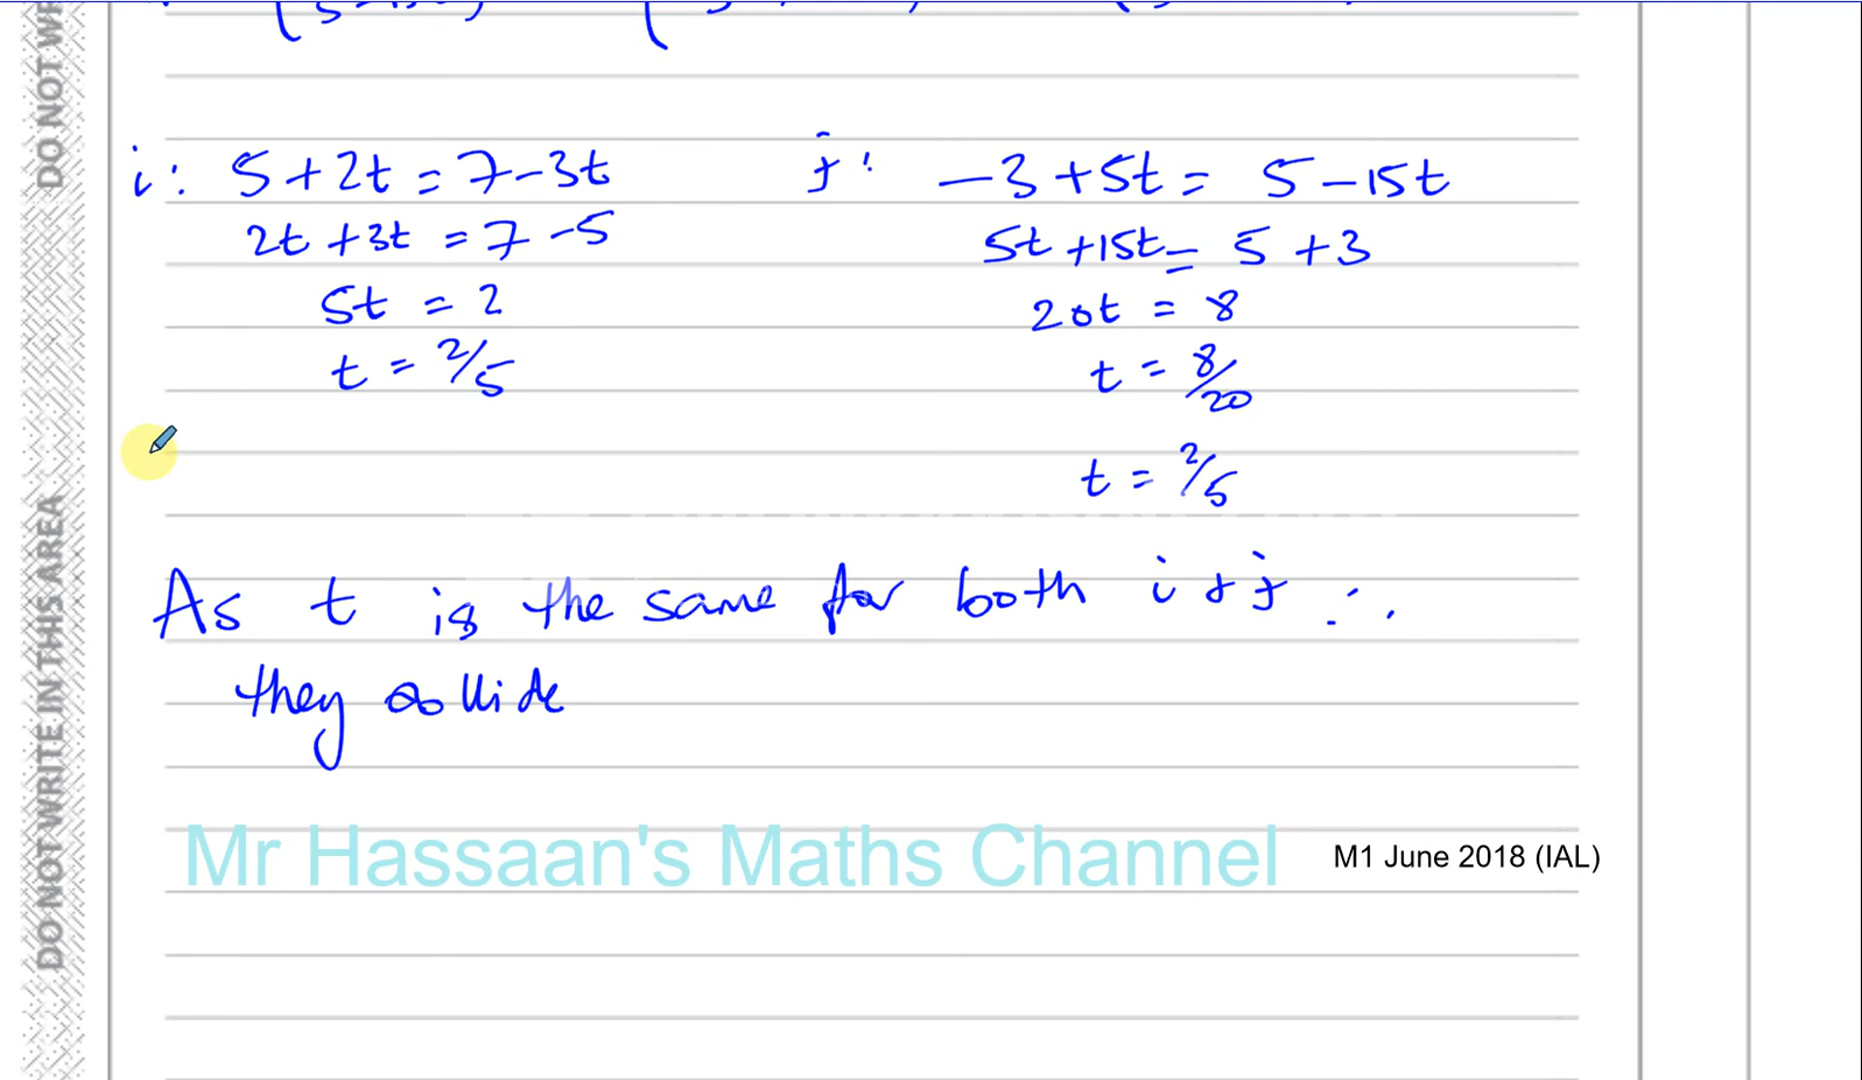 i: 5 + 2t = 7 - 3t
2t + 3t = 7 - 5
5t = 2
t = 2/5
j: -3 + 5t = 5 - 15t
5t + 15t = 5 + 3
20t = 8
t = 8/20
t = 2/5
As t is the same for both i + j ∴
they collide
Mr Hassaan's Maths Channel
M1 June 2018 (IAL)
DO NOT WRITE IN THIS AREA
DO NOT WR